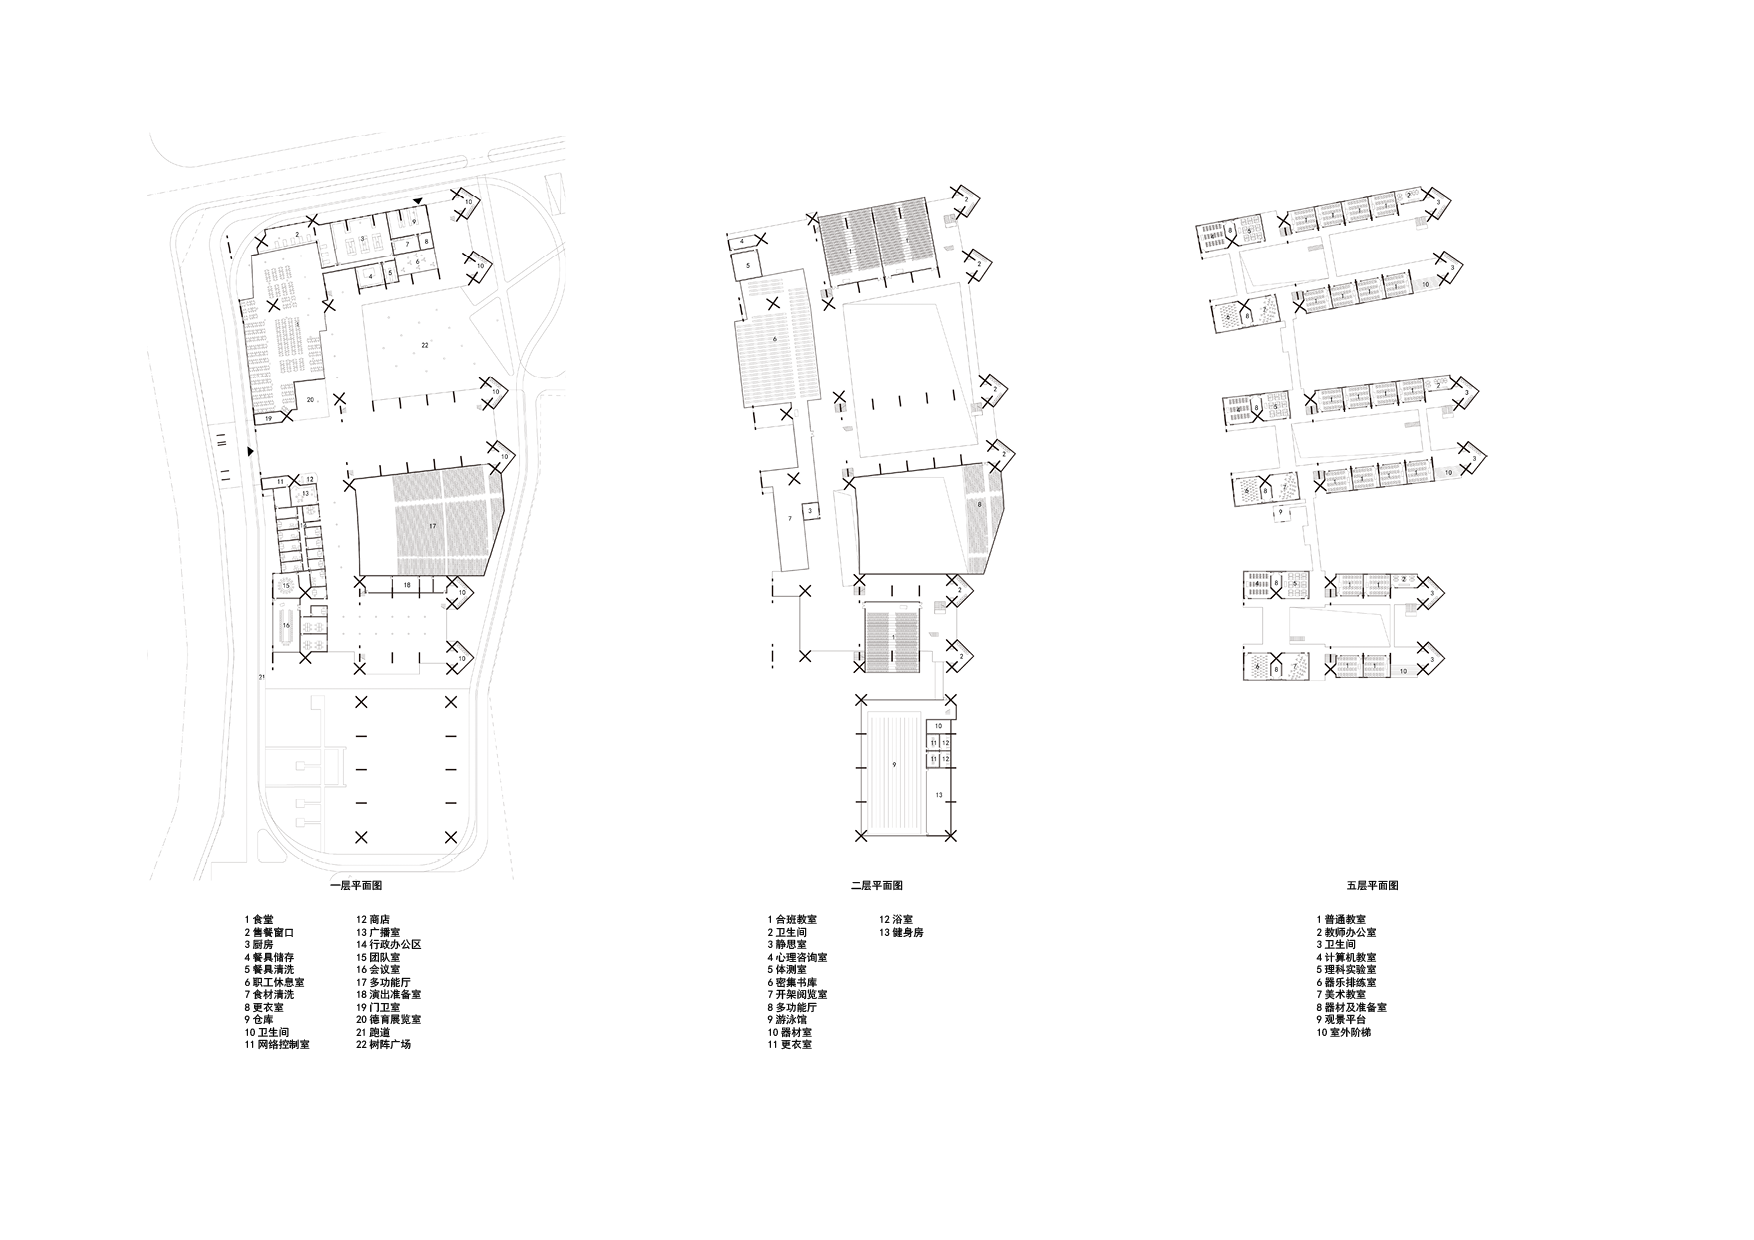 一层平面图
1 食堂
2 售餐窗口
3 厨房
4 餐具储存
5 餐具清洗
6 职工休息室
7 食材清洗
8 更衣室
9 仓库
10 卫生间
11 网络控制室
12 商店
13 广播室
14 行政办公区
15 团队室
16 会议室
17 多功能厅
18 演出准备室
19 门卫室
20 德育展览室
21 跑道
22 树阵广场
二层平面图
1 合班教室
2 卫生间
3 静思室
4 心理咨询室
5 体测室
6 密集书库
7 开架阅览室
8 多功能厅
9 游泳馆
10 器材室
11 更衣室
12 浴室
13 健身房
五层平面图
1 普通教室
2 教师办公室
3 卫生间
4 计算机教室
5 理科实验室
6 器乐排练室
7 美术教室
8 器材及准备室
9 观景平台
10 室外阶梯